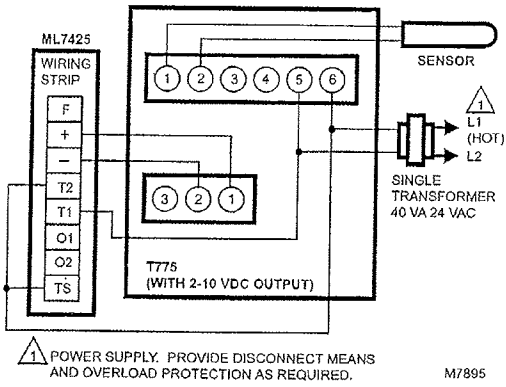 ML7425
WIRING
STRIP
F
+
−
T2
T1
O1
O2
TS
1 2 3 4 5 6
3 2 1
T775
(WITH 2-10 VDC OUTPUT)
SENSOR
1
L1
(HOT)
L2
SINGLE
TRANSFORMER
40 VA 24 VAC
1 POWER SUPPLY. PROVIDE DISCONNECT MEANS
AND OVERLOAD PROTECTION AS REQUIRED.
M7895